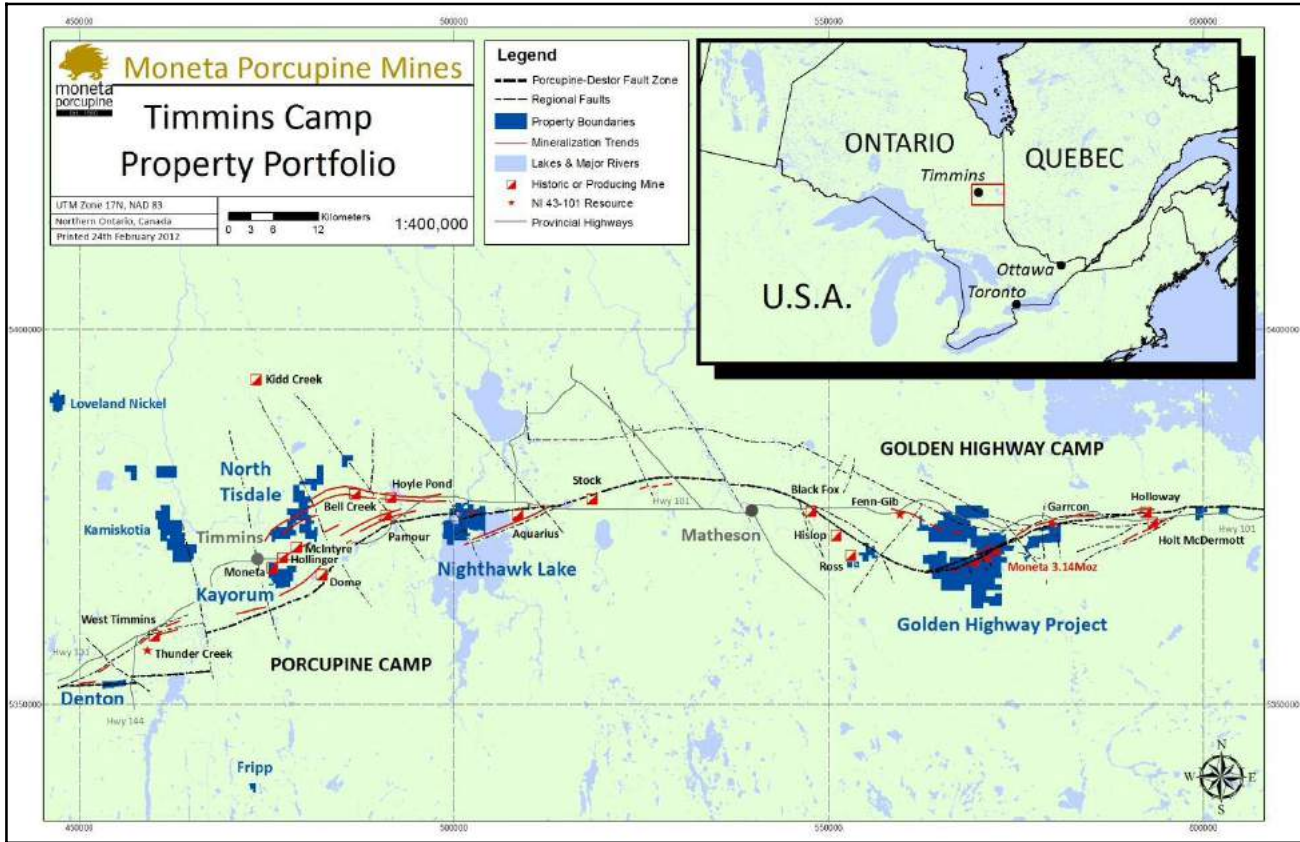 450000
500000
550000
600000
moneta
porcupine
Moneta Porcupine Mines
Timmins Camp
Property Portfolio
UTM Zone 17N, NAD 83
Northern Ontario, Canada
Printed 24th February 2012
Kilometers
0 3 6 12
1:400,000
Legend
Porcupine-Destor Fault Zone
Regional Faults
Property Boundaries
Mineralization Trends
Lakes & Major Rivers
Historic or Producing Mine
NI 43-101 Resource
Provincial Highways
ONTARIO
QUEBEC
Timmins
Ottawa
Toronto
U.S.A.
5400000
5400000
Kidd Creek
Loveland Nickel
North
Tisdale
Hoyle Pond
Bell Creek
Stock
GOLDEN HIGHWAY CAMP
Black Fox
Fenn-Gib
Hwy 101
Garrcon
Holloway
Kamiskotia
Timmins
McIntyre
Pamour
Aquarius
Matheson
Hislop
Hwy 101
Holt McDermott
Hollinger
Moneta
Dome
Nighthawk Lake
Ross
Moneta 3.14Moz
Kayorum
West Timmins
Golden Highway Project
Hwy 101
Thunder Creek
PORCUPINE CAMP
Denton
Hwy 144
5350000
5350000
Fripp
N
W E
S
450000
500000
550000
600000